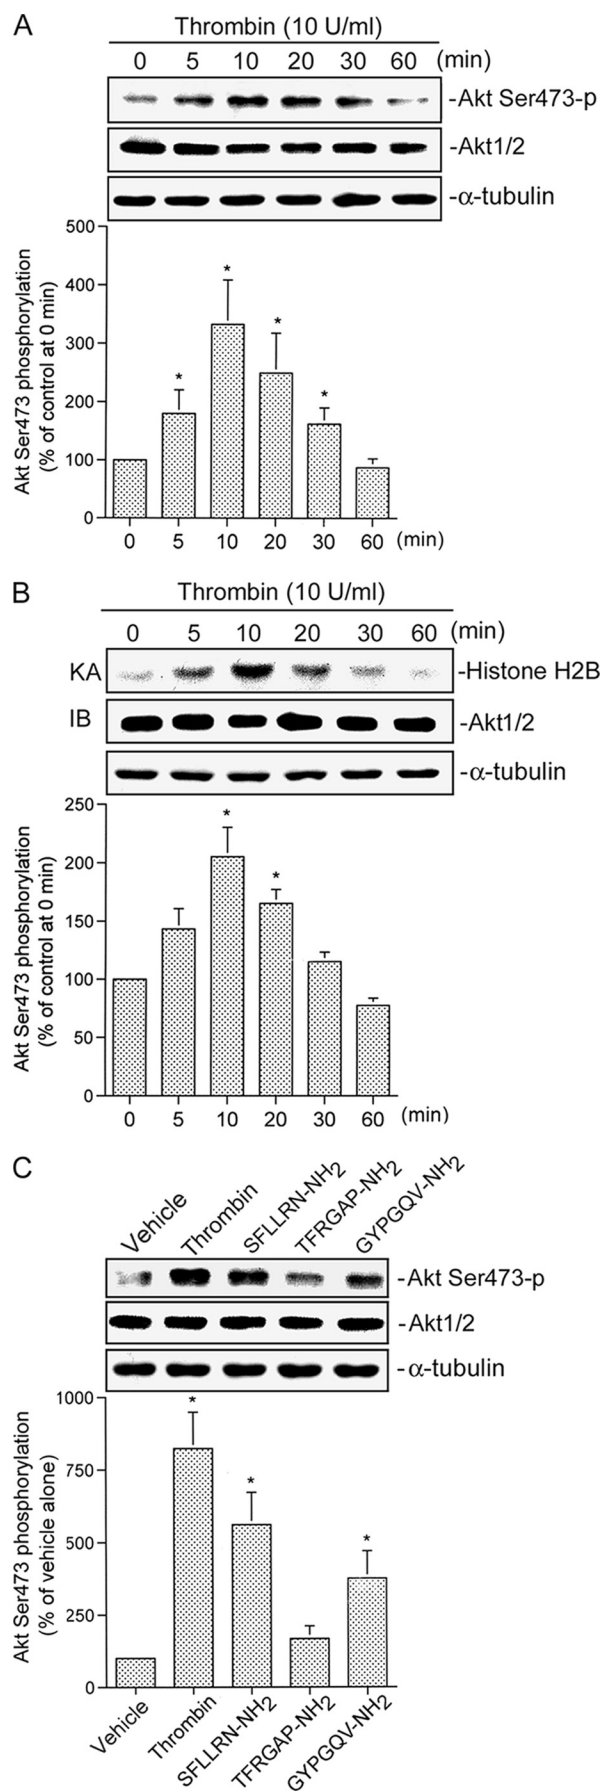 A
Thrombin (10 U/ml)
0 5 10 20 30 60 (min)
-Akt Ser473-p
-Akt1/2
-α-tubulin
Akt Ser473 phosphorylation
(% of control at 0 min)
500
400
300
200
100
0
* * * *
0 5 10 20 30 60 (min)
B
Thrombin (10 U/ml)
0 5 10 20 30 60 (min)
KA -Histone H2B
IB -Akt1/2
-α-tubulin
Akt Ser473 phosphorylation
(% of control at 0 min)
250
200
150
100
50
0
* *
0 5 10 20 30 60 (min)
C
Vehicle Thrombin SFLLRN-NH2 TFRGAP-NH2 GYPGQV-NH2
-Akt Ser473-p
-Akt1/2
-α-tubulin
Akt Ser473 phosphorylation
(% of vehicle alone)
1000
750
500
250
0
* * *
Vehicle Thrombin SFLLRN-NH2 TFRGAP-NH2 GYPGQV-NH2